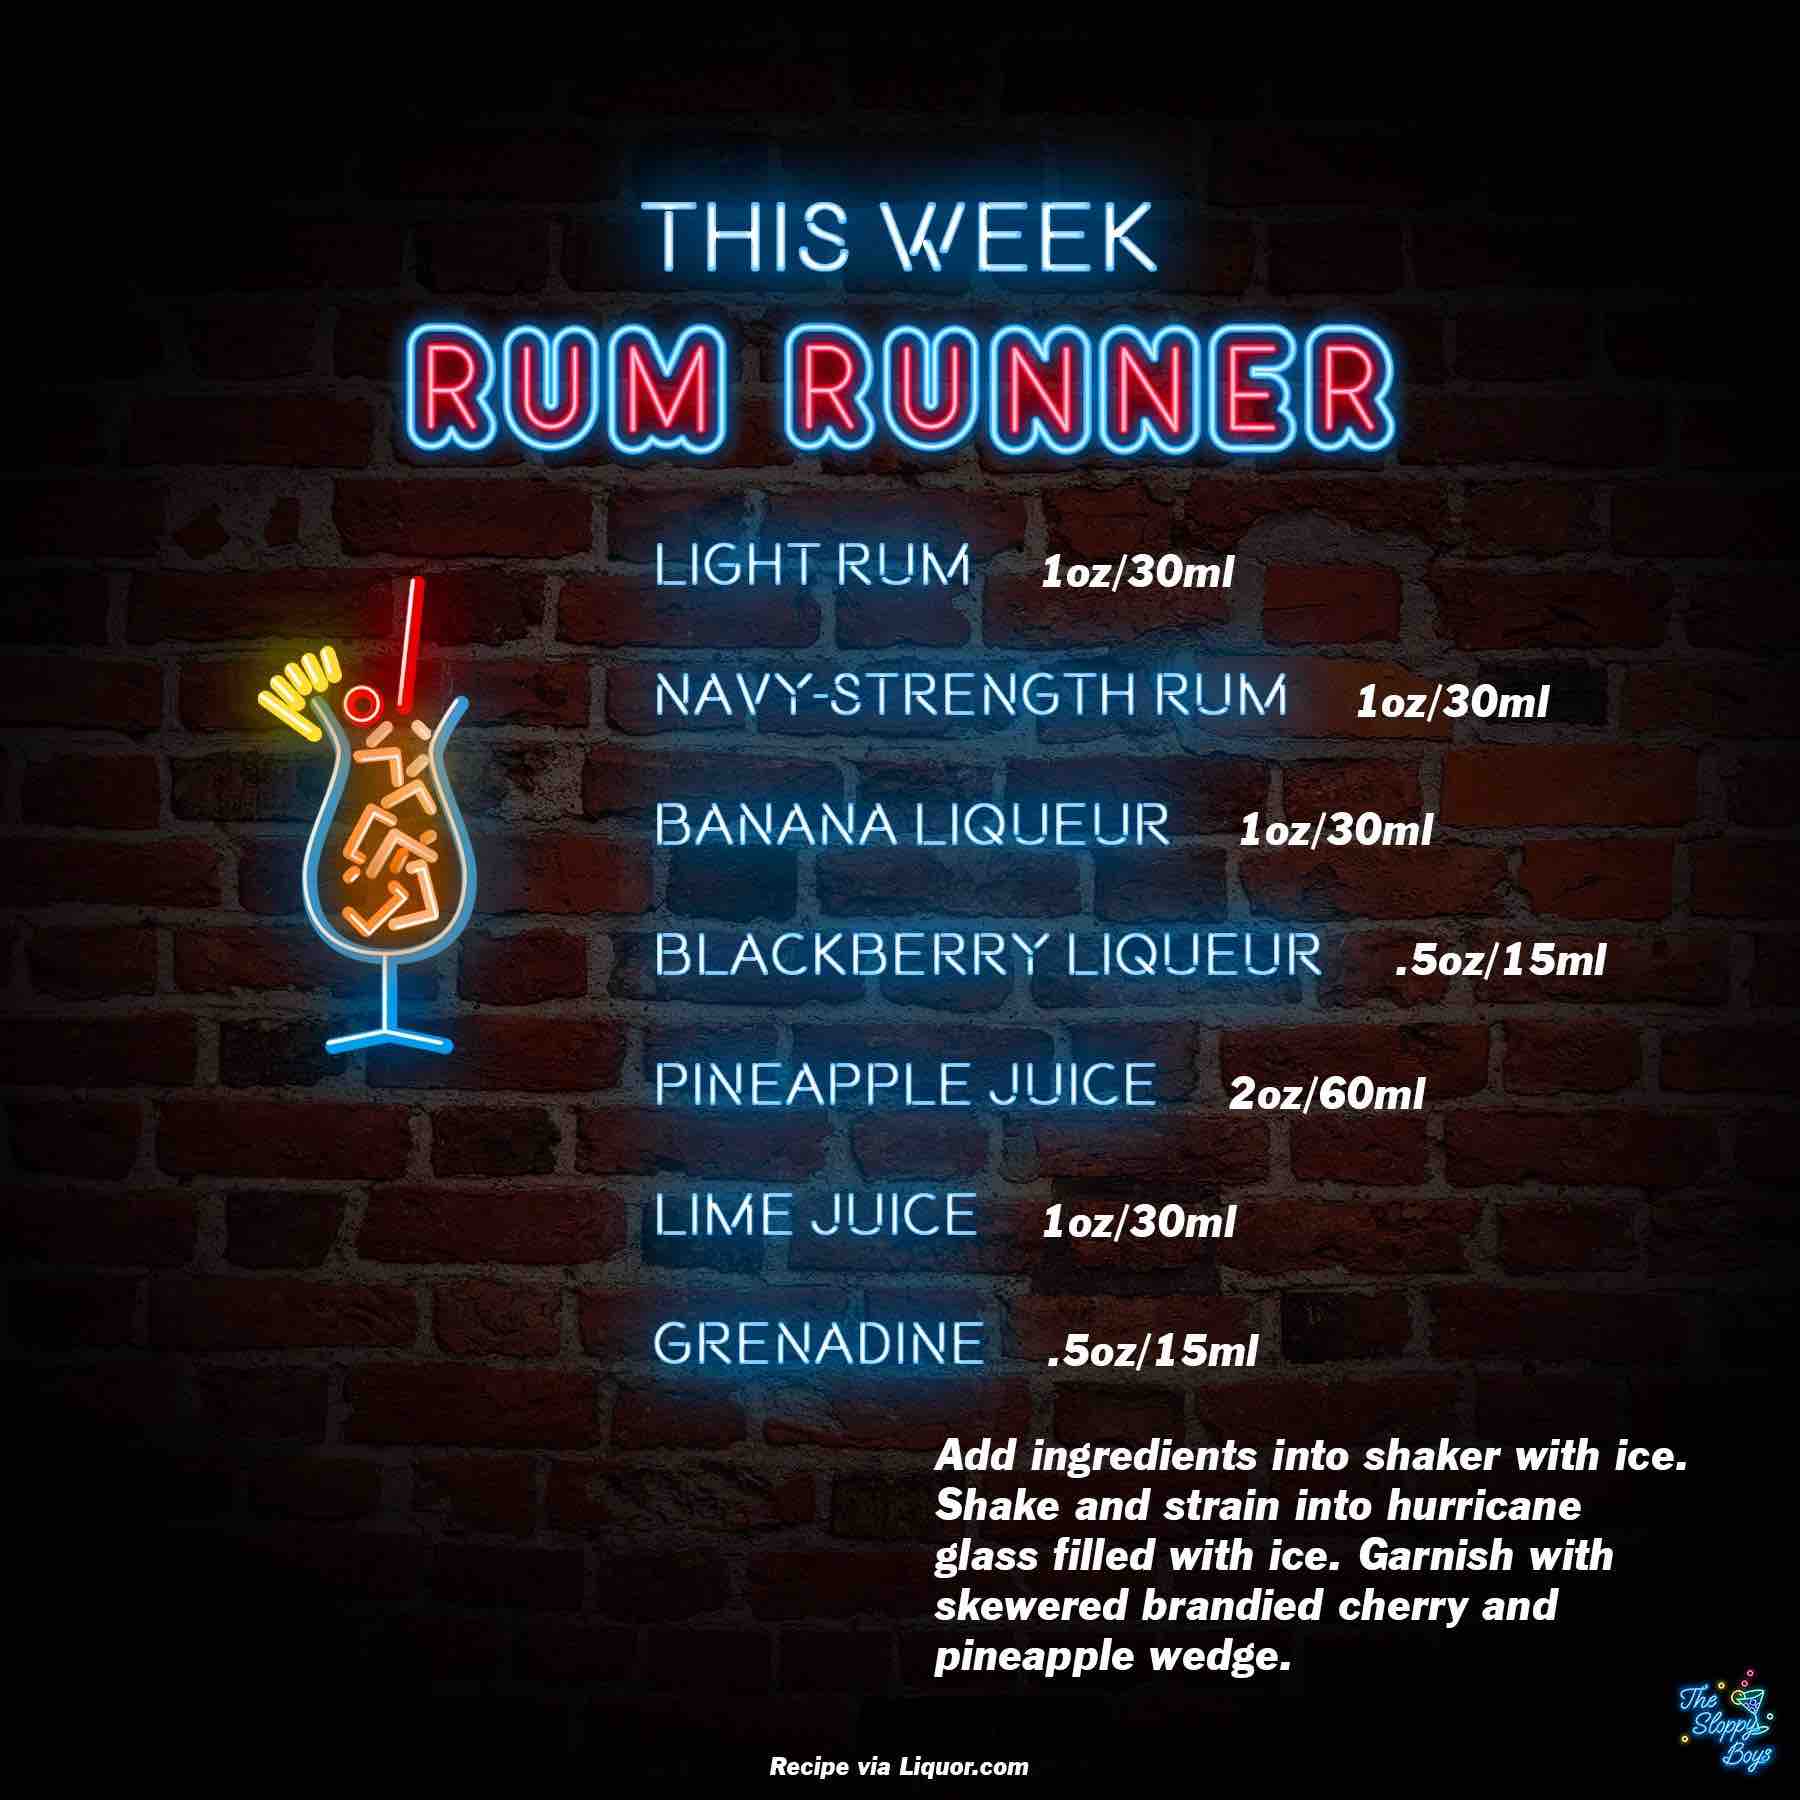 THIS WEEK
RUM RUNNER
LIGHT RUM 1oz/30ml
NAVY-STRENGTH RUM 1oz/30ml
BANANA LIQUEUR 1oz/30ml
BLACKBERRY LIQUEUR .5oz/15ml
PINEAPPLE JUICE 2oz/60ml
LIME JUICE 1oz/30ml
GRENADINE .5oz/15ml
Add ingredients into shaker with ice.
Shake and strain into hurricane
glass filled with ice. Garnish with
skewered brandied cherry and
pineapple wedge.
The
Sloppy
Boys
Recipe via Liquor.com